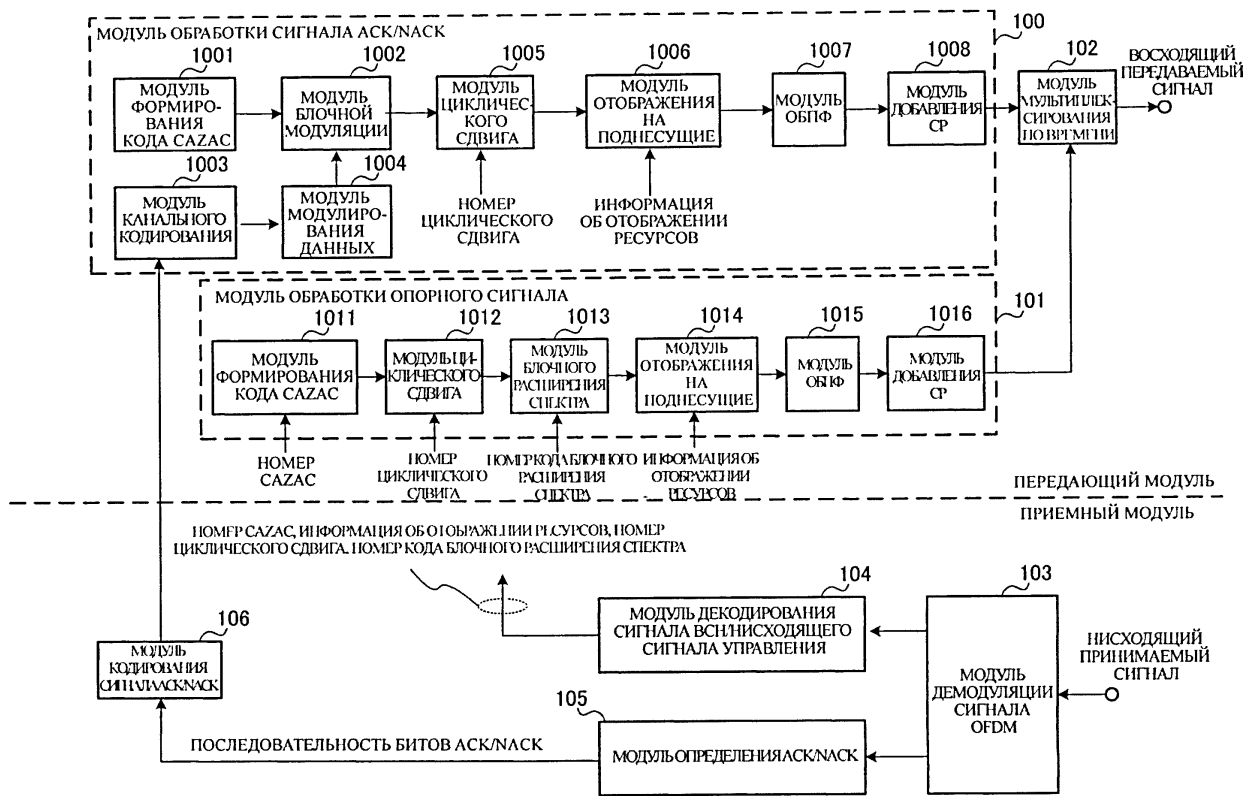 МОДУЛЬ ОБРАБОТКИ СИГНАЛА ACK/NACK
100
1001
МОДУЛЬ
ФОРМИРО-
ВАНИЯ
КОДА CAZAC
1002
МОДУЛЬ
БЛОЧНОЙ
МОДУЛЯЦИИ
1005
МОДУЛЬ
ЦИКЛИЧЕС-
КОГО
СДВИГА
1006
МОДУЛЬ
ОТОБРАЖЕНИЯ
НА
ПОДНЕСУЩИЕ
1007
МОДУЛЬ
ОБПФ
1008
МОДУЛЬ
ДОБАВЛЕНИЯ
CP
102
МОДУЛЬ
МУЛЬТИПЛЕК-
СИРОВАНИЯ
ПО ВРЕМЕНИ
ВОСХОДЯЩИЙ
ПЕРЕДАВАЕМЫЙ
СИГНАЛ
1003
МОДУЛЬ
КАНАЛЬНОГО
КОДИРОВАНИЯ
1004
МОДУЛЬ
МОДУЛИРО-
ВАНИЯ
ДАННЫХ
НОМЕР
ЦИКЛИЧЕСКОГО
СДВИГА
ИНФОРМАЦИЯ
ОБ ОТОБРАЖЕНИИ
РЕСУРСОВ
МОДУЛЬ ОБРАБОТКИ ОПОРНОГО СИГНАЛА
101
1011
МОДУЛЬ
ФОРМИРОВАНИЯ
КОДА CAZAC
1012
МОДУЛЬ ЦИ-
КЛИЧЕСКОГО
СДВИГА
1013
МОДУЛЬ
БЛОЧНОГО
РАСШИРЕНИЯ
СПЕКТРА
1014
МОДУЛЬ
ОТОБРАЖЕНИЯ
НА
ПОДНЕСУЩИЕ
1015
МОДУЛЬ
ОБПФ
1016
МОДУЛЬ
ДОБАВЛЕНИЯ
CP
НОМЕР
CAZAC
НОМЕР
ЦИКЛИЧЕСКОГО
СДВИГА
НОМЕР КОДА БЛОЧНОГО
РАСШИРЕНИЯ
СПЕКТРА
ИНФОРМАЦИЯ ОБ
ОТОБРАЖЕНИИ
РЕСУРСОВ
ПЕРЕДАЮЩИЙ МОДУЛЬ
ПРИЕМНЫЙ МОДУЛЬ
НОМЕР CAZAC, ИНФОРМАЦИЯ ОБ ОТОБРАЖЕНИИ РЕСУРСОВ, НОМЕР
ЦИКЛИЧЕСКОГО СДВИГА, НОМЕР КОДА БЛОЧНОГО РАСШИРЕНИЯ СПЕКТРА
104
МОДУЛЬ ДЕКОДИРОВАНИЯ
СИГНАЛА BCH/НИСХОДЯЩЕГО
СИГНАЛА УПРАВЛЕНИЯ
103
МОДУЛЬ
ДЕМОДУЛЯЦИИ
СИГНАЛА
OFDM
НИСХОДЯЩИЙ
ПРИНИМАЕМЫЙ
СИГНАЛ
106
МОДУЛЬ
КОДИРОВАНИЯ
СИГНАЛА ACK/NACK
105
МОДУЛЬ ОПРЕДЕЛЕНИЯ ACK/NACK
ПОСЛЕДОВАТЕЛЬНОСТЬ БИТОВ ACK/NACK